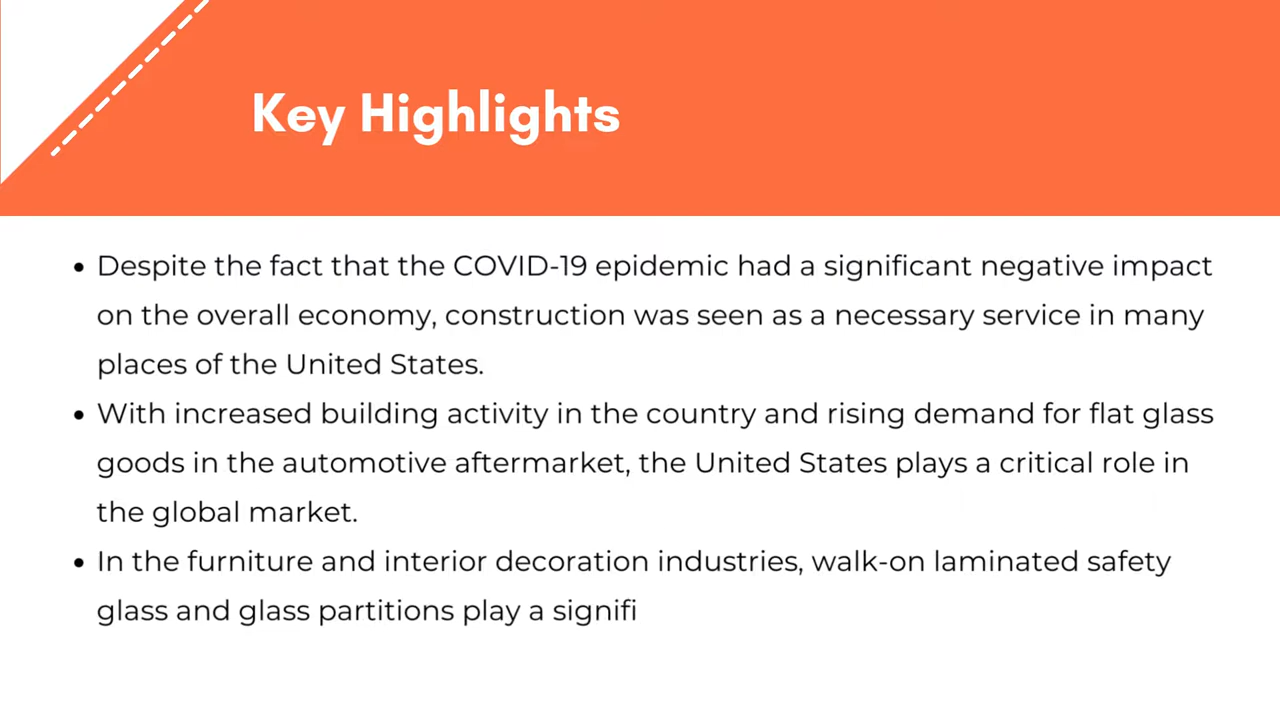 Key Highlights
• Despite the fact that the COVID-19 epidemic had a significant negative impact
on the overall economy, construction was seen as a necessary service in many
places of the United States.
• With increased building activity in the country and rising demand for flat glass
goods in the automotive aftermarket, the United States plays a critical role in
the global market.
• In the furniture and interior decoration industries, walk-on laminated safety
glass and glass partitions play a signifi